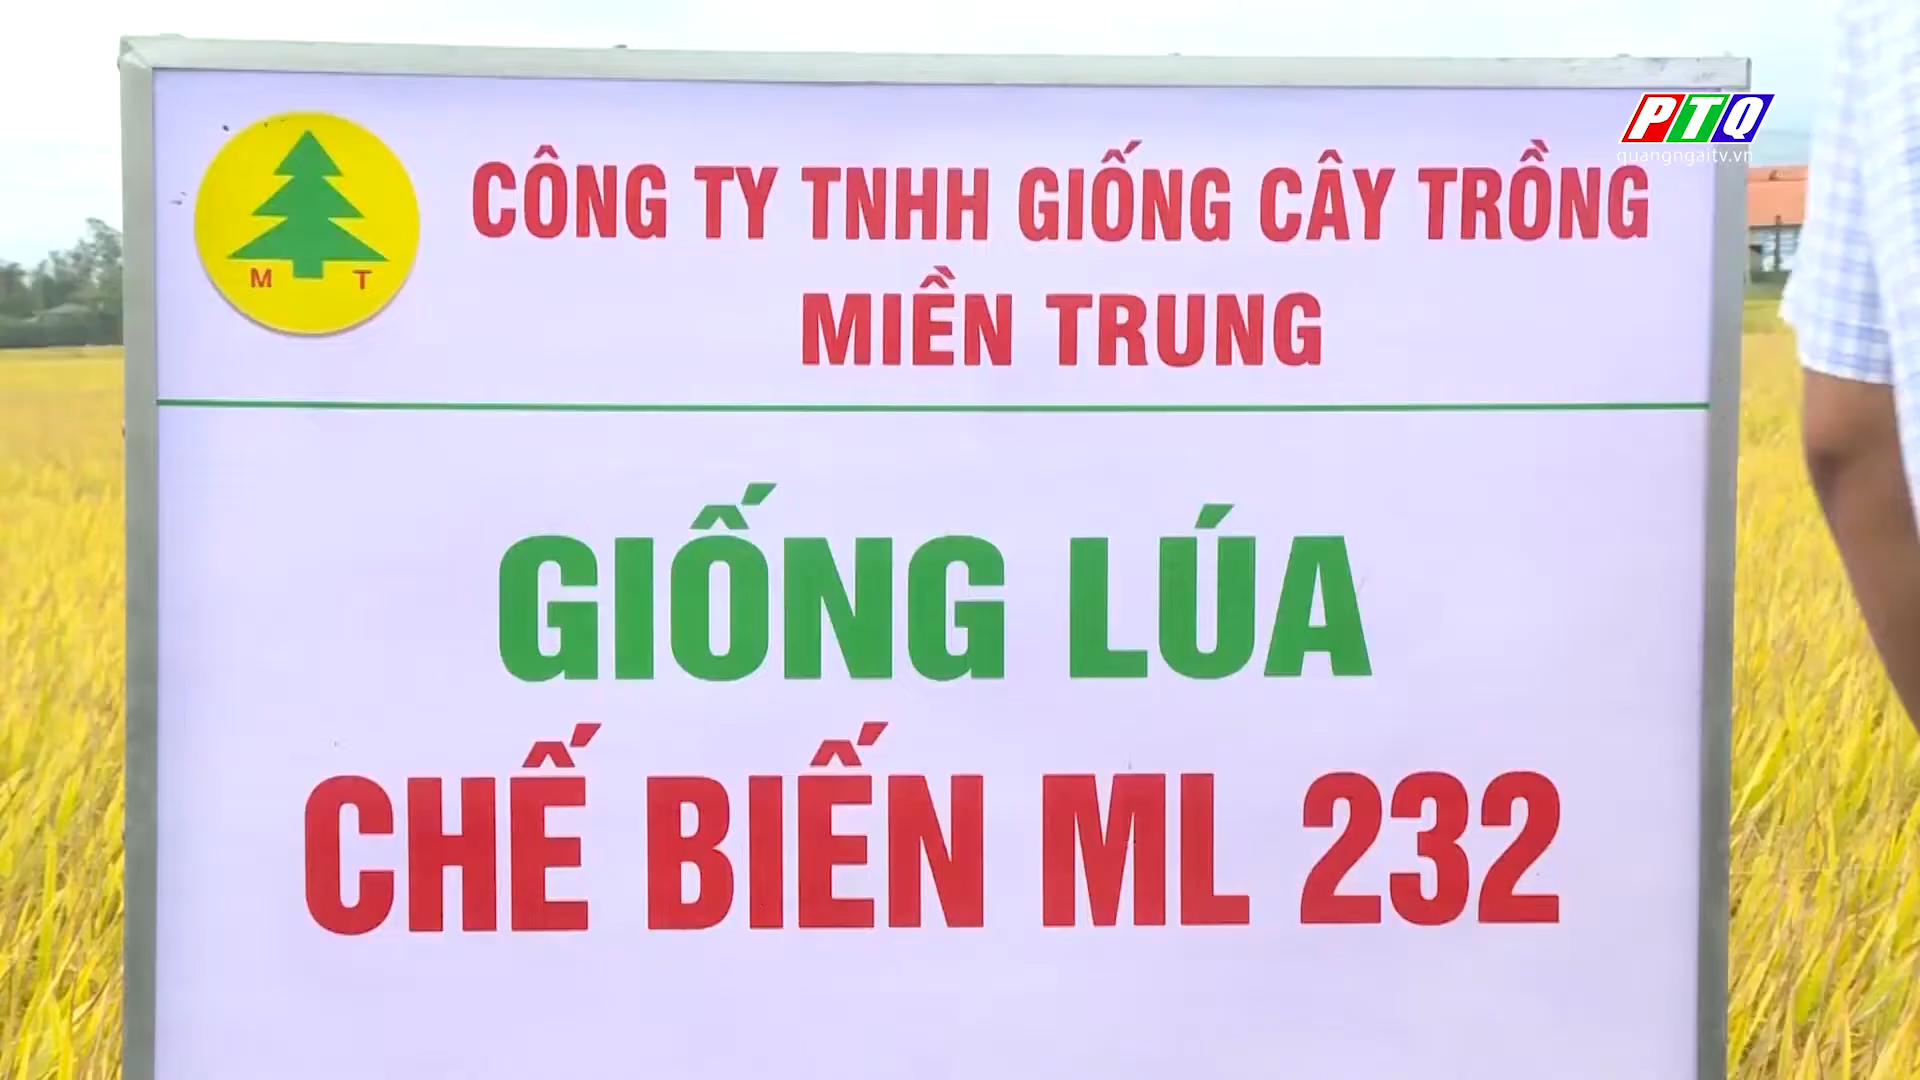 PTQ
quangngaitv.vn
CÔNG TY TNHH GIỐNG CÂY TRỒNG
MIỀN TRUNG
M T
GIỐNG LÚA
CHẾ BIẾN ML 232